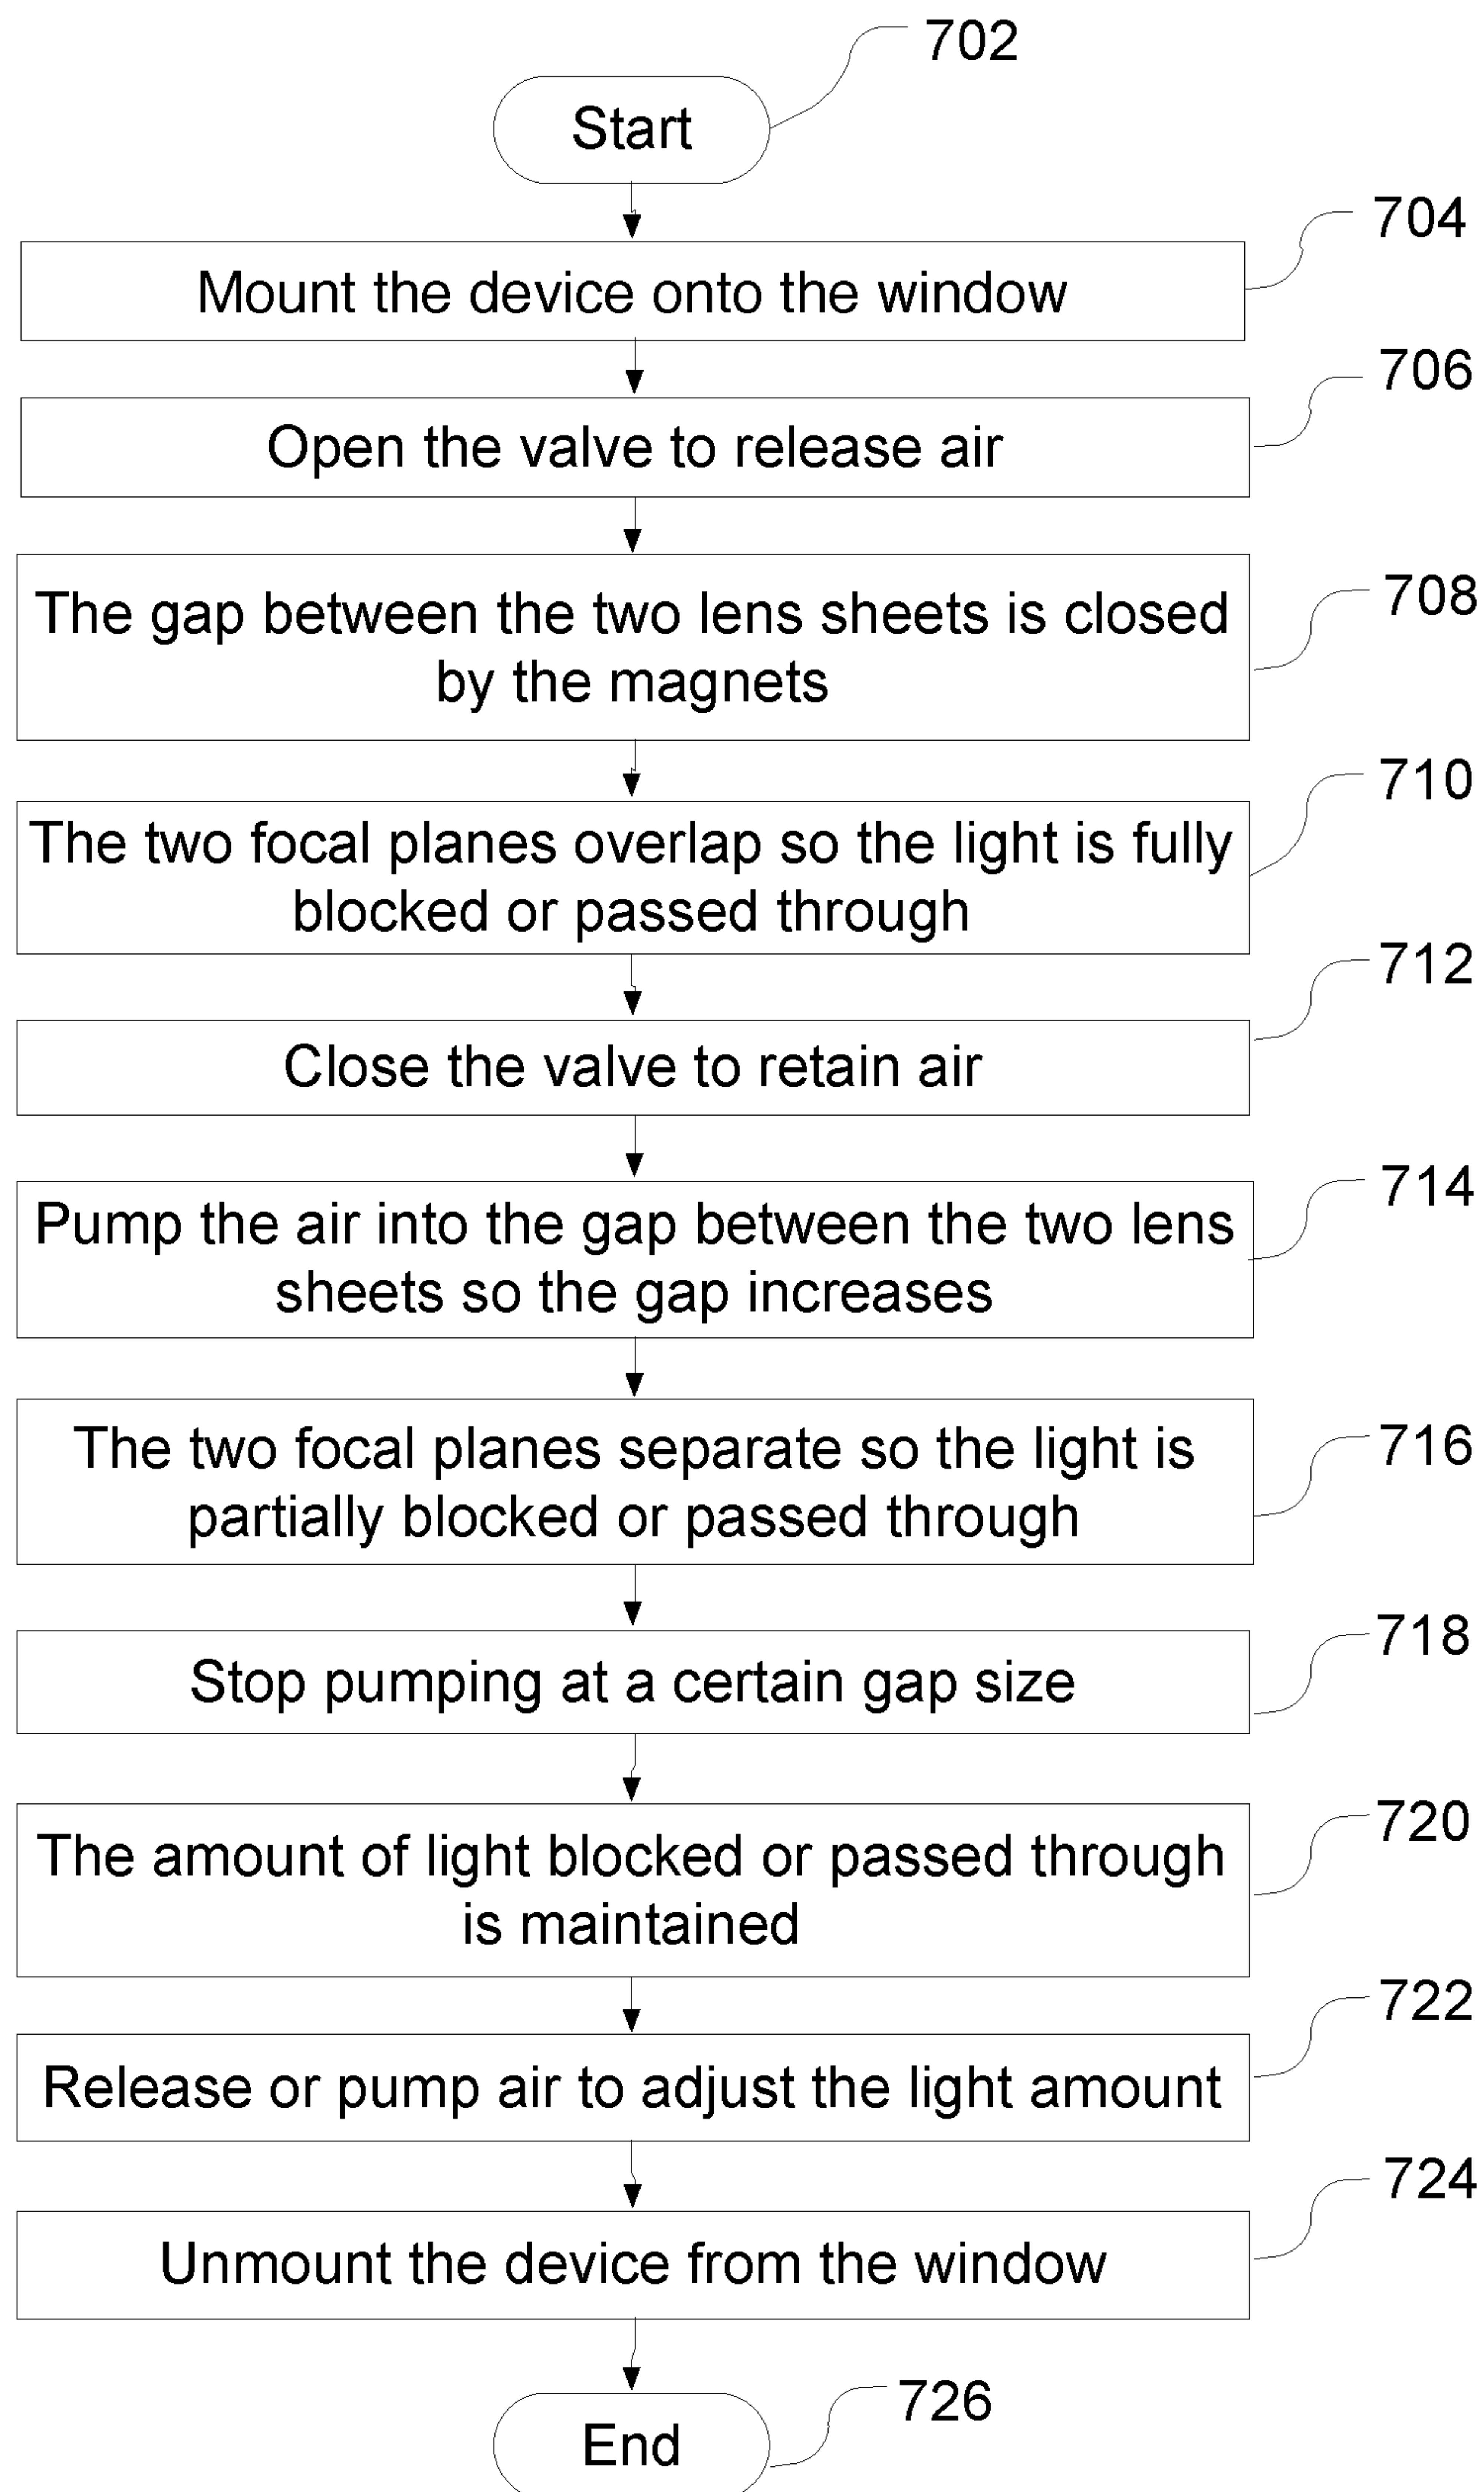 702
Start
704
Mount the device onto the window
706
Open the valve to release air
708
The gap between the two lens sheets is closed
by the magnets
710
The two focal planes overlap so the light is fully
blocked or passed through
712
Close the valve to retain air
714
Pump the air into the gap between the two lens
sheets so the gap increases
716
The two focal planes separate so the light is
partially blocked or passed through
718
Stop pumping at a certain gap size
720
The amount of light blocked or passed through
is maintained
722
Release or pump air to adjust the light amount
724
Unmount the device from the window
726
End